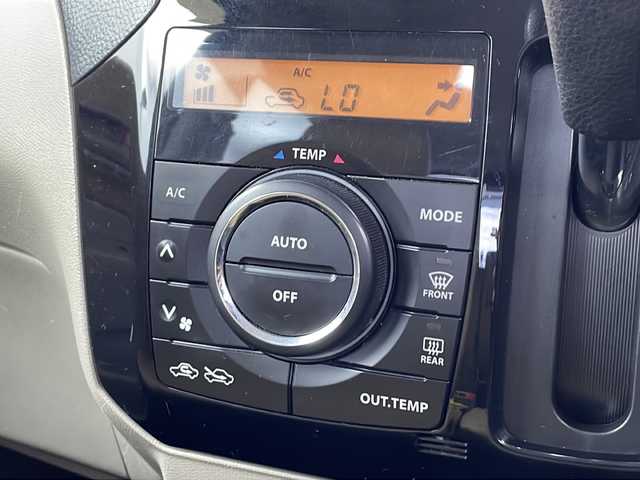 A/C
LO
TEMP
A/C
MODE
AUTO
OFF
FRONT
REAR
OUT.TEMP